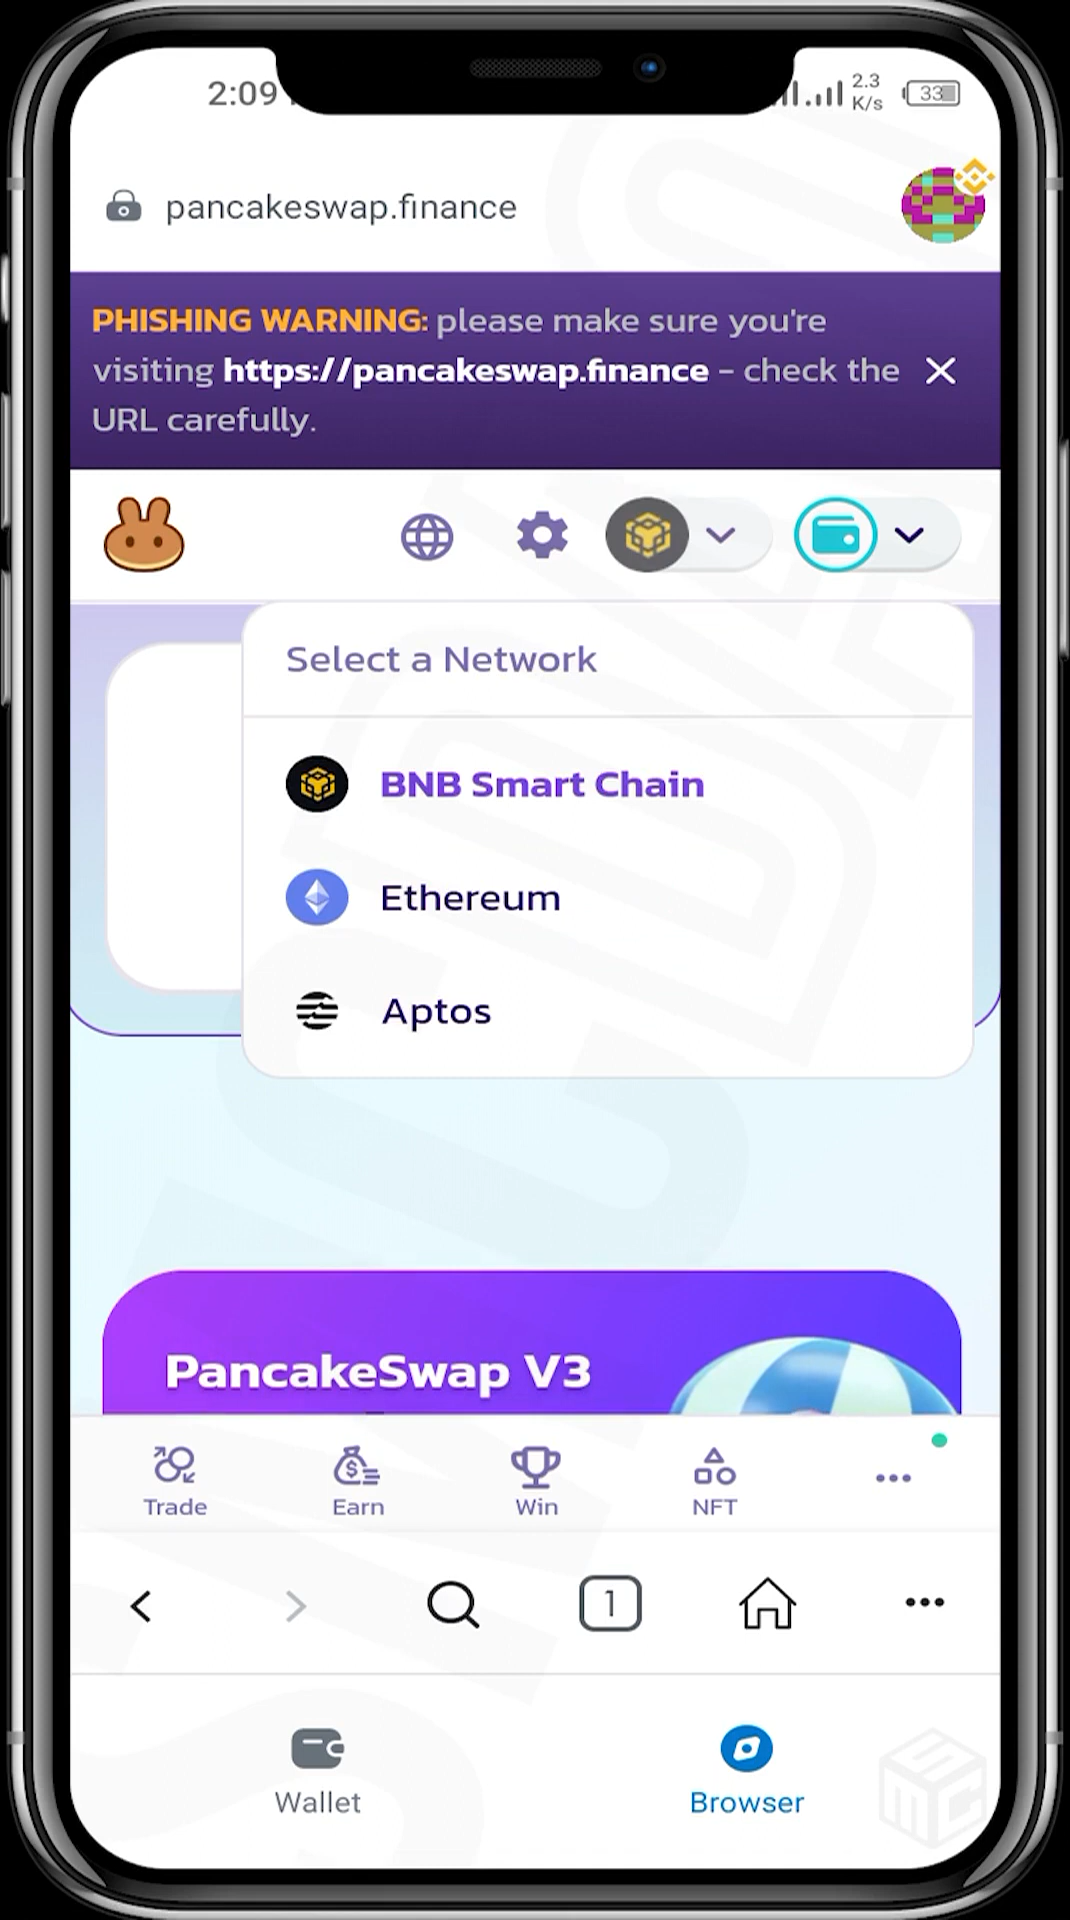 2:09
2.3
K/s
33
pancakeswap.finance
PHISHING WARNING: please make sure you're
visiting https://pancakeswap.finance - check the
URL carefully.
Select a Network
BNB Smart Chain
Ethereum
Aptos
PancakeSwap V3
Trade
Earn
Win
NFT
1
Wallet
Browser
SMC